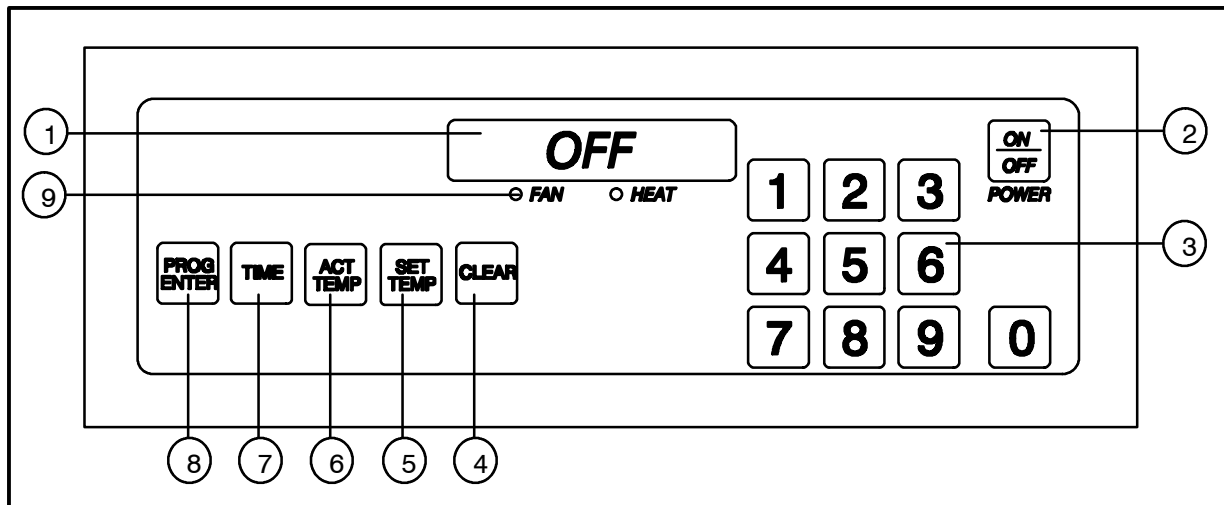 1
OFF
ON
OFF
POWER
2
9
FAN
HEAT
1 2 3
PROG
ENTER
TIME
ACT
TEMP
SET
TEMP
CLEAR
4 5 6
3
7 8 9 0
8 7 6 5 4